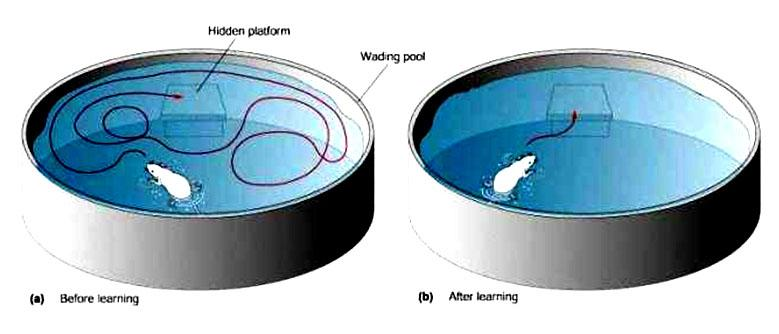 Hidden platform
Wading pool
(a) Before learning
(b) After learning